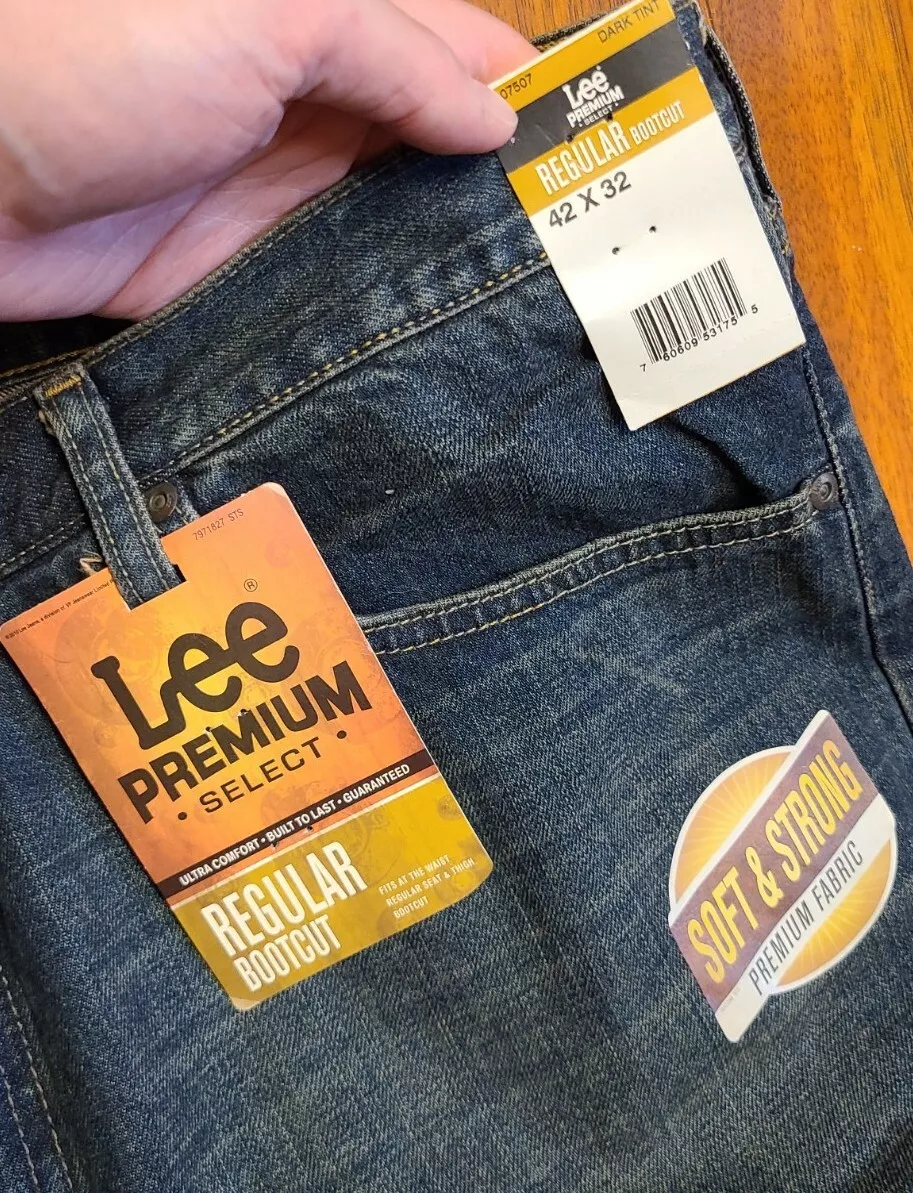 07507
DARK TINT
Lee
PREMIUM
• SELECT •
REGULAR BOOTCUT
42 X 32
7 60609 53175 5
7971827 STS
Lee®
PREMIUM
• SELECT •
ULTRA COMFORT • BUILT TO LAST • GUARANTEED
REGULAR
BOOTCUT
FITS AT THE WAIST
REGULAR SEAT & THIGH
BOOTCUT
SOFT & STRONG
PREMIUM FABRIC